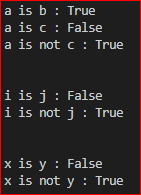 a is b : True
a is c : False
a is not c : True
i is j : False
i is not j : True
x is y : False
x is not y : True